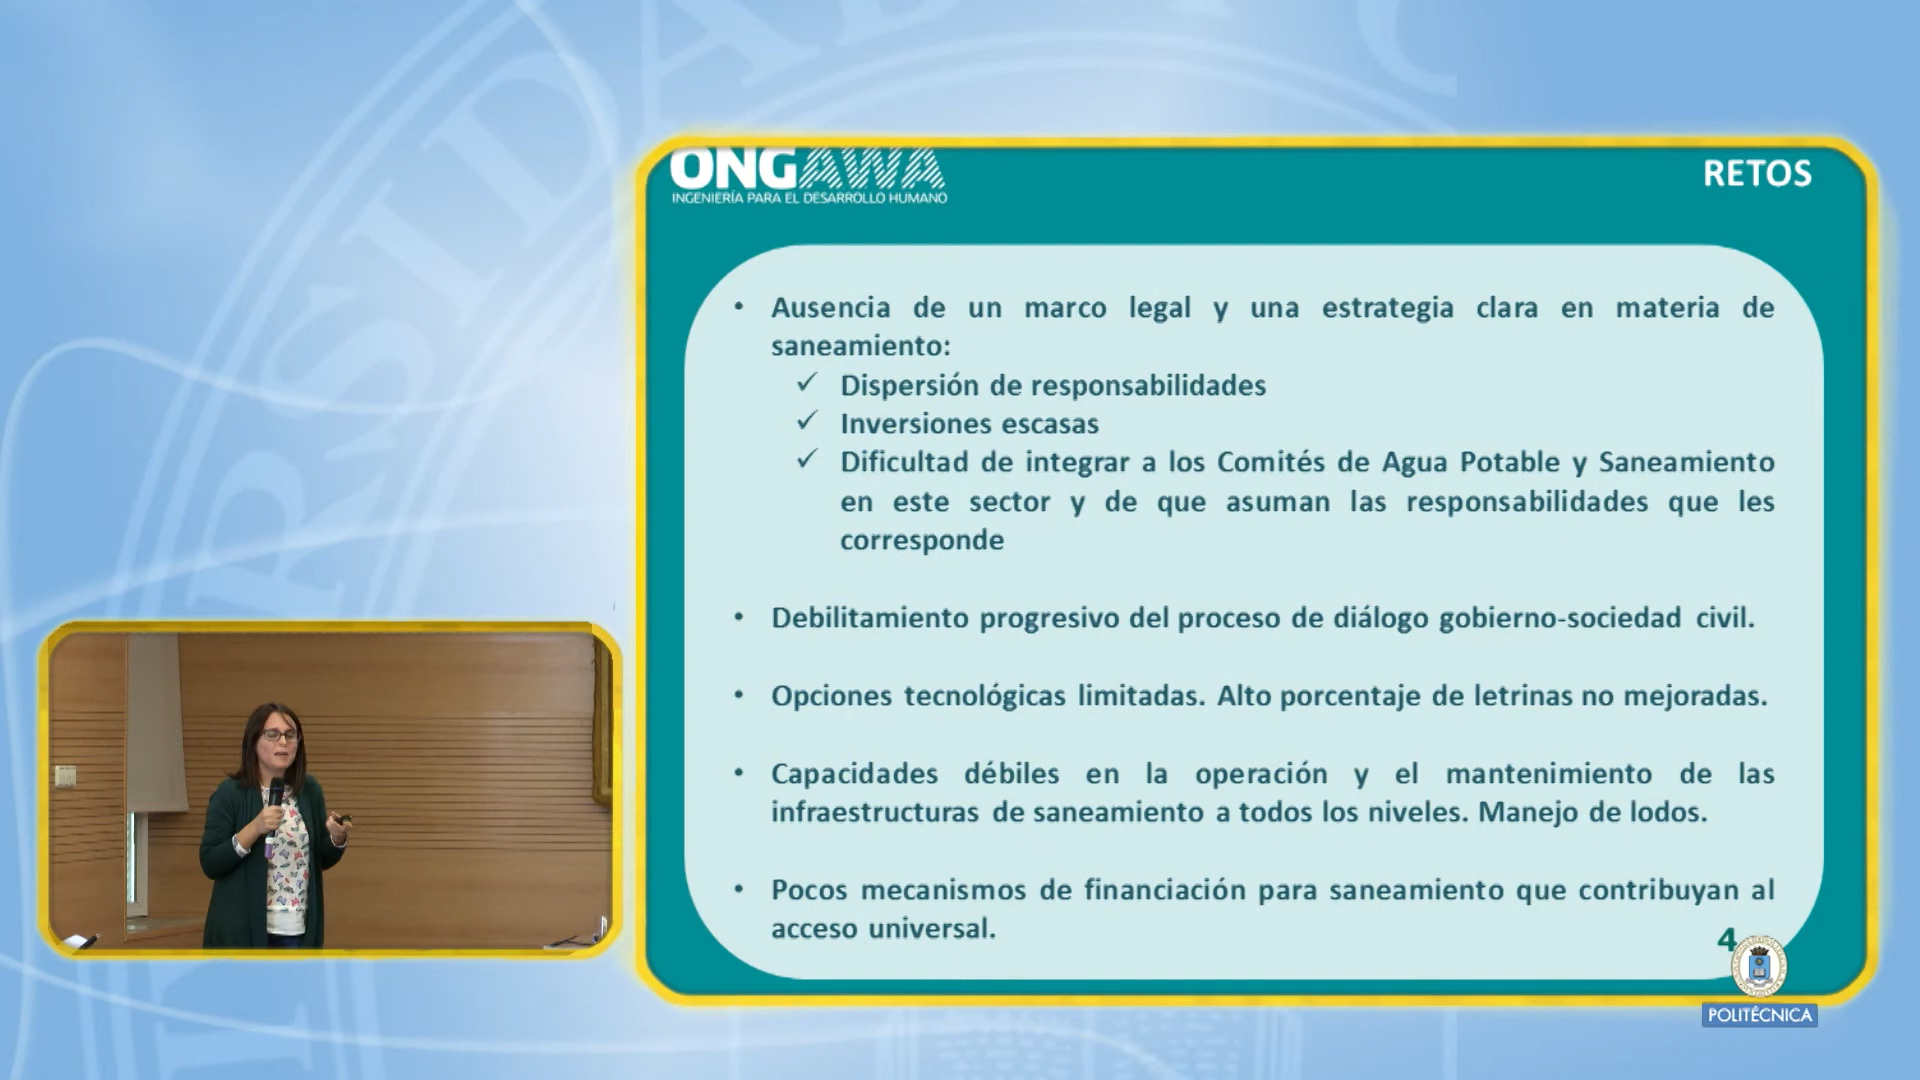 ONGAWA
INGENIERÍA PARA EL DESARROLLO HUMANO
RETOS
• Ausencia de un marco legal y una estrategia clara en materia de
saneamiento:
✓ Dispersión de responsabilidades
✓ Inversiones escasas
✓ Dificultad de integrar a los Comités de Agua Potable y Saneamiento
en este sector y de que asuman las responsabilidades que les
corresponde
• Debilitamiento progresivo del proceso de diálogo gobierno-sociedad civil.
• Opciones tecnológicas limitadas. Alto porcentaje de letrinas no mejoradas.
• Capacidades débiles en la operación y el mantenimiento de las
infraestructuras de saneamiento a todos los niveles. Manejo de lodos.
• Pocos mecanismos de financiación para saneamiento que contribuyan al
acceso universal.
4
POLITÉCNICA